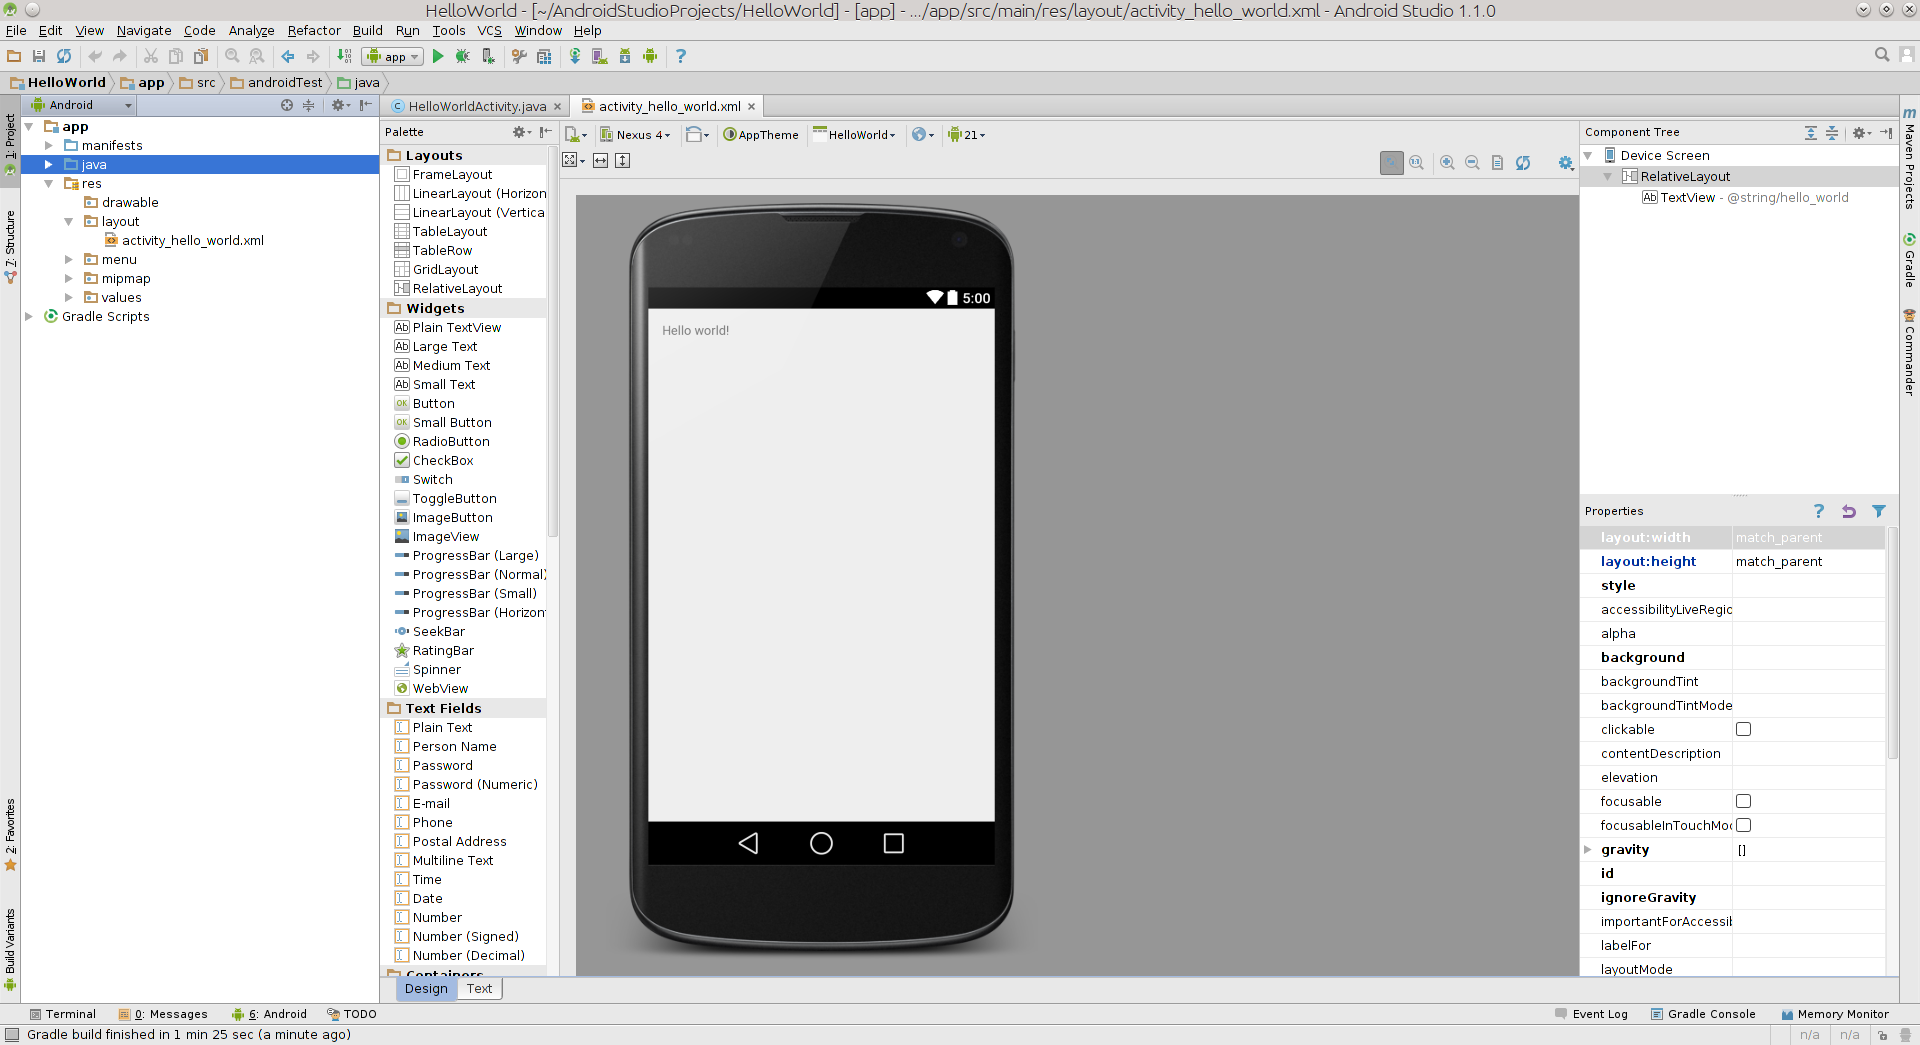 HelloWorld - [~/AndroidStudioProjects/HelloWorld] - [app] - .../app/src/main/res/layout/activity_hello_world.xml - Android Studio 1.1.0
File Edit View Navigate Code Analyze Refactor Build Run Tools VCS Window Help
app
HelloWorld app src androidTest java
1: Project
7: Structure
2: Favorites
Build Variants
Android
app
manifests
java
res
drawable
layout
activity_hello_world.xml
menu
mipmap
values
Gradle Scripts
HelloWorldActivity.java activity_hello_world.xml
Palette
Layouts
FrameLayout
LinearLayout (Horizon
LinearLayout (Vertica
TableLayout
TableRow
GridLayout
RelativeLayout
Widgets
Plain TextView
Large Text
Medium Text
Small Text
Button
Small Button
RadioButton
CheckBox
Switch
ToggleButton
ImageButton
ImageView
ProgressBar (Large)
ProgressBar (Normal)
ProgressBar (Small)
ProgressBar (Horizon
SeekBar
RatingBar
Spinner
WebView
Text Fields
Plain Text
Person Name
Password
Password (Numeric)
E-mail
Phone
Postal Address
Multiline Text
Time
Date
Number
Number (Signed)
Number (Decimal)
Containers
Design Text
Nexus 4 AppTheme HelloWorld 21
5:00
Hello world!
Component Tree
Device Screen
RelativeLayout
TextView - @string/hello_world
Properties
layout:width match_parent
layout:height match_parent
style
accessibilityLiveRegio
alpha
background
backgroundTint
backgroundTintMode
clickable
contentDescription
elevation
focusable
focusableInTouchMo
gravity []
id
ignoreGravity
importantForAccessib
labelFor
layoutMode
Maven Projects
Gradle
Commander
Terminal 0: Messages 6: Android TODO Event Log Gradle Console Memory Monitor
Gradle build finished in 1 min 25 sec (a minute ago) n/a n/a